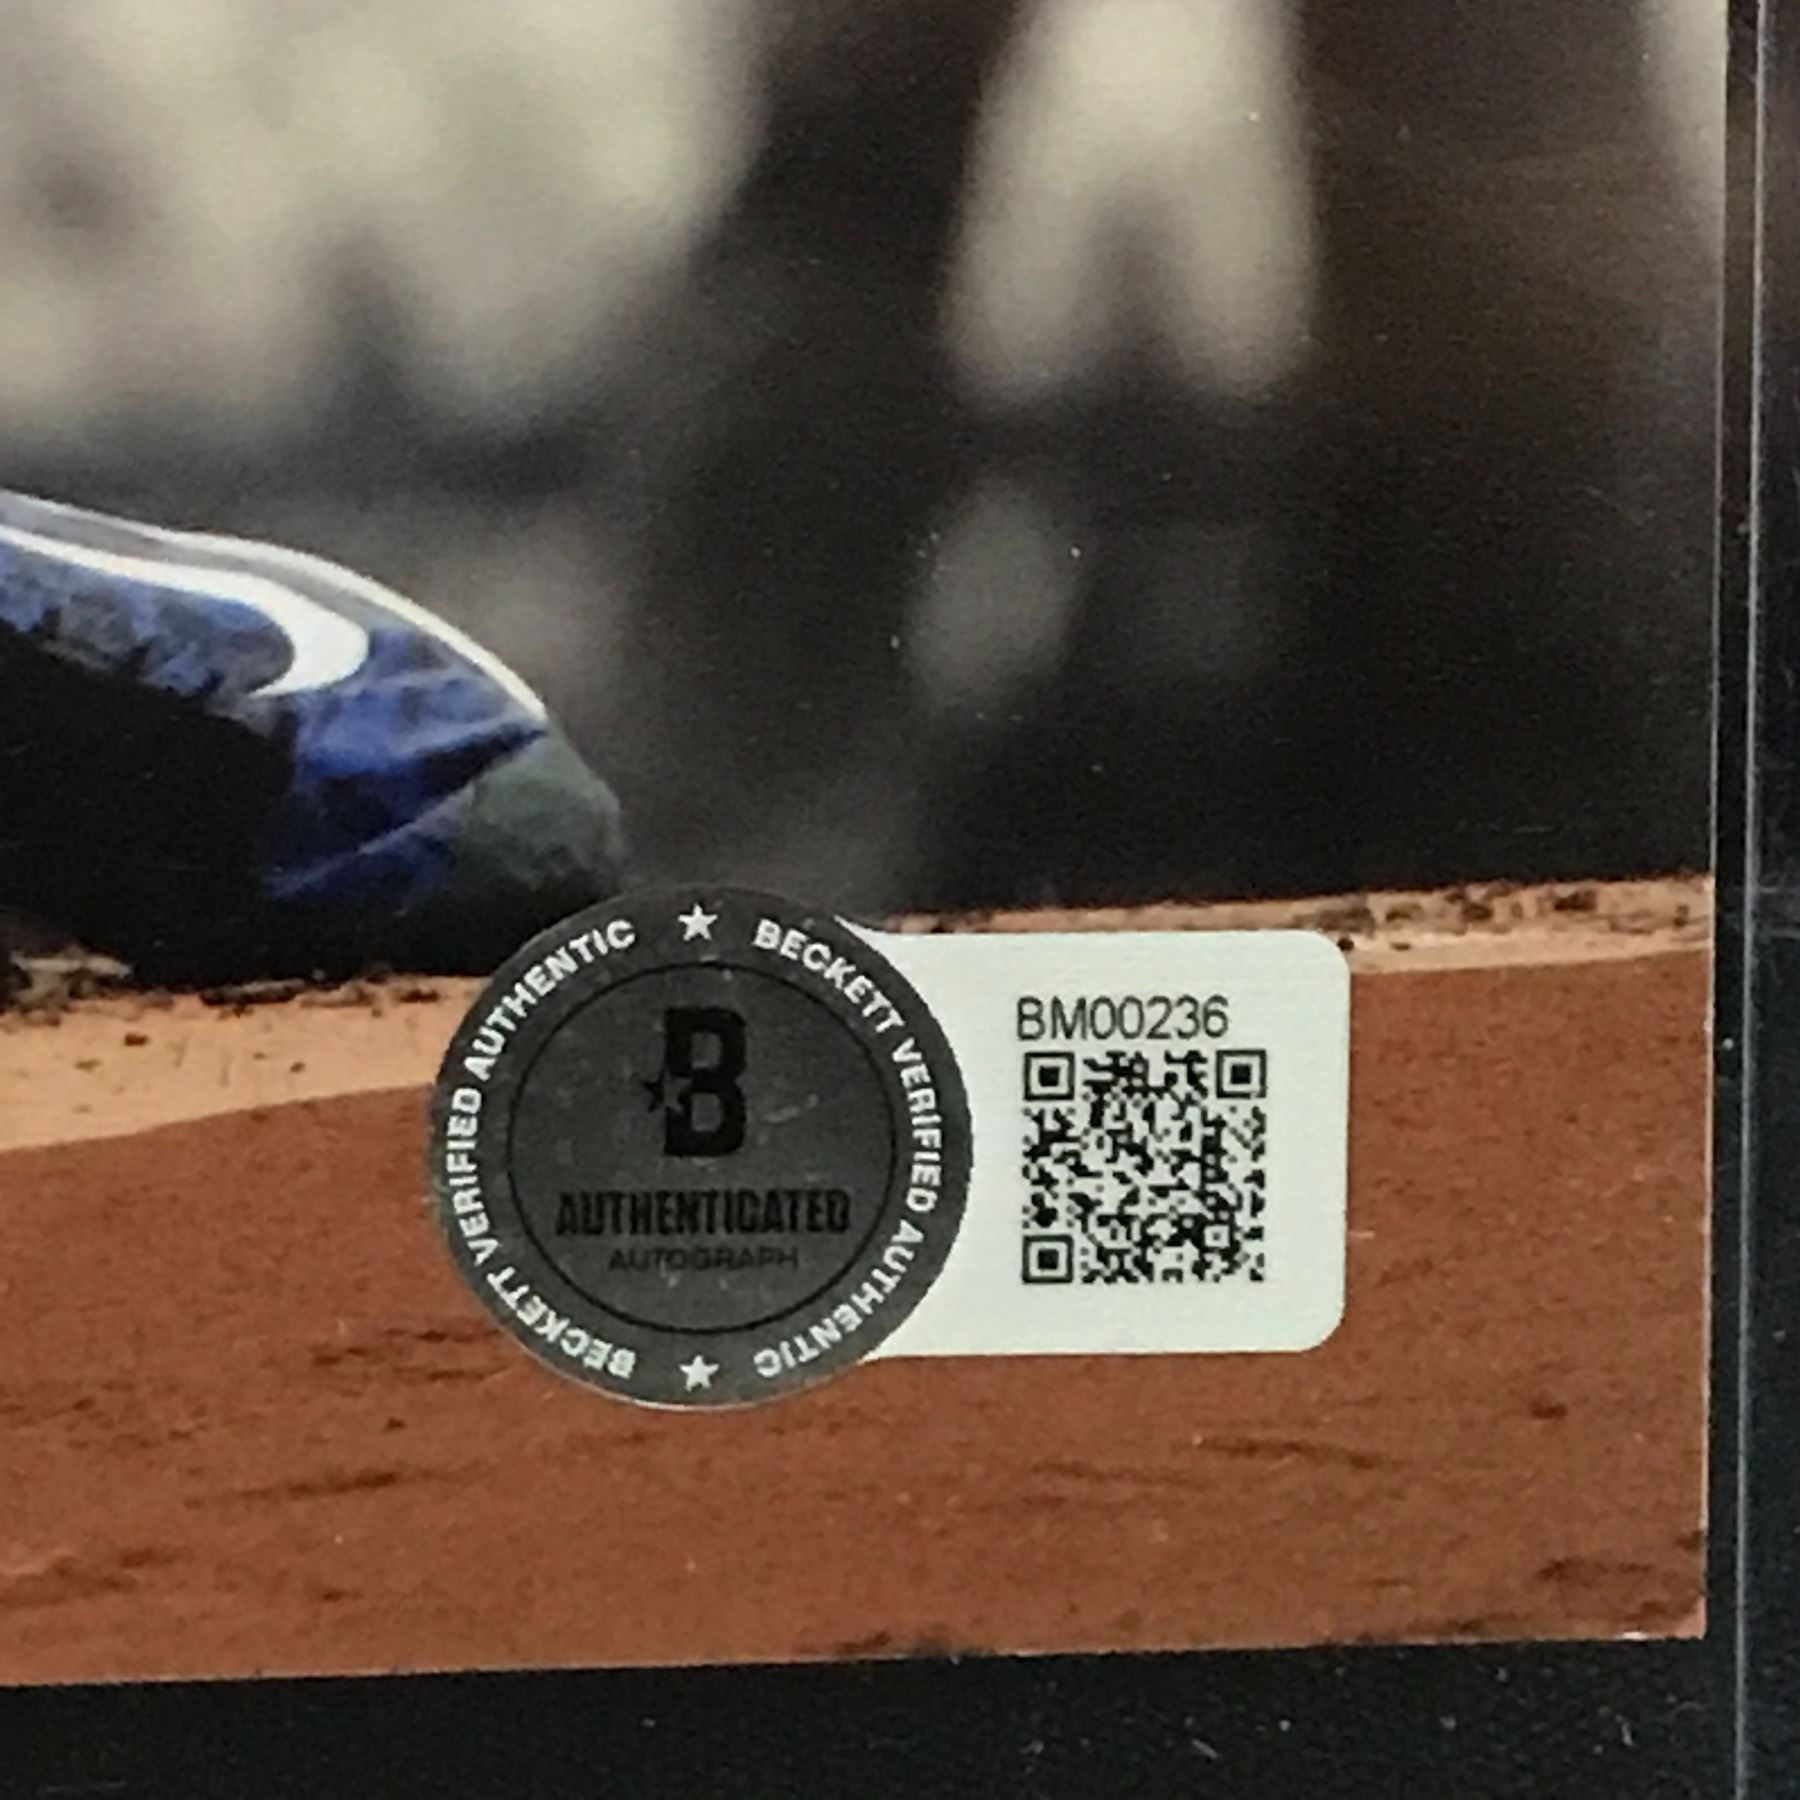 BECKETT VERIFIED AUTHENTIC ★ BECKETT VERIFIED AUTHENTIC ★
B
AUTHENTICATED
AUTOGRAPH
BM00236